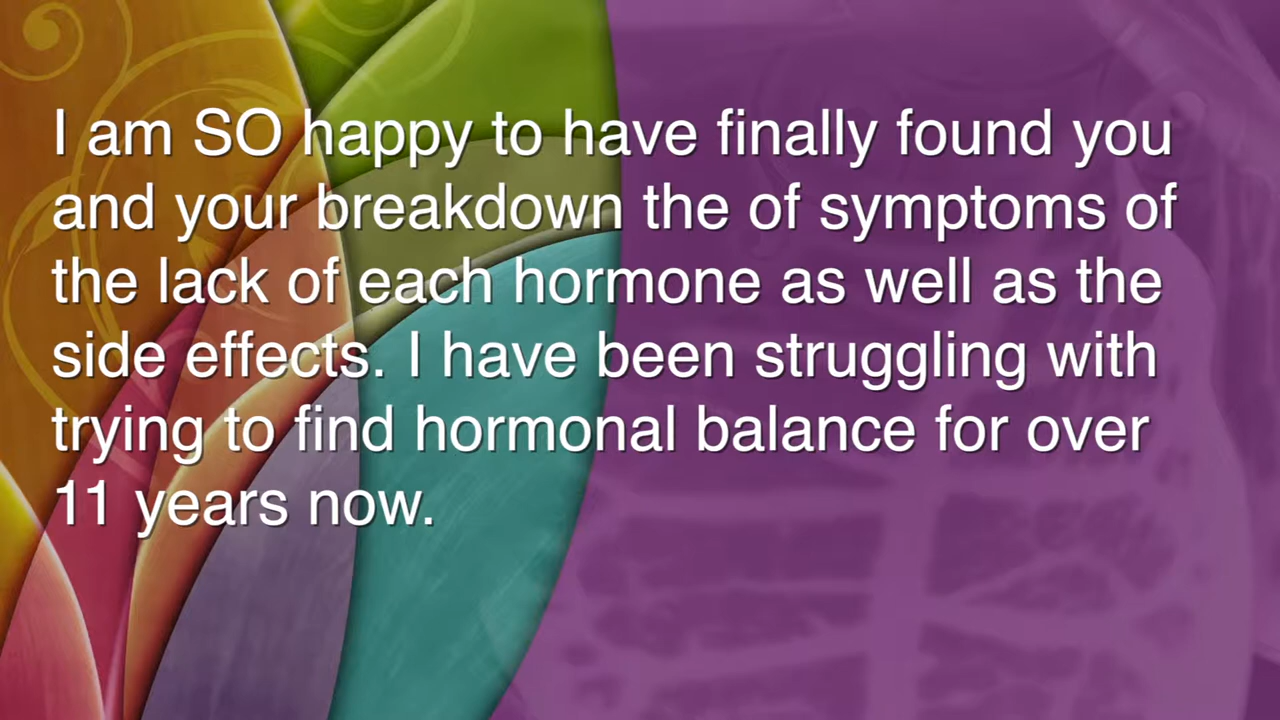 I am SO happy to have finally found you
and your breakdown the of symptoms of
the lack of each hormone as well as the
side effects. I have been struggling with
trying to find hormonal balance for over
11 years now.